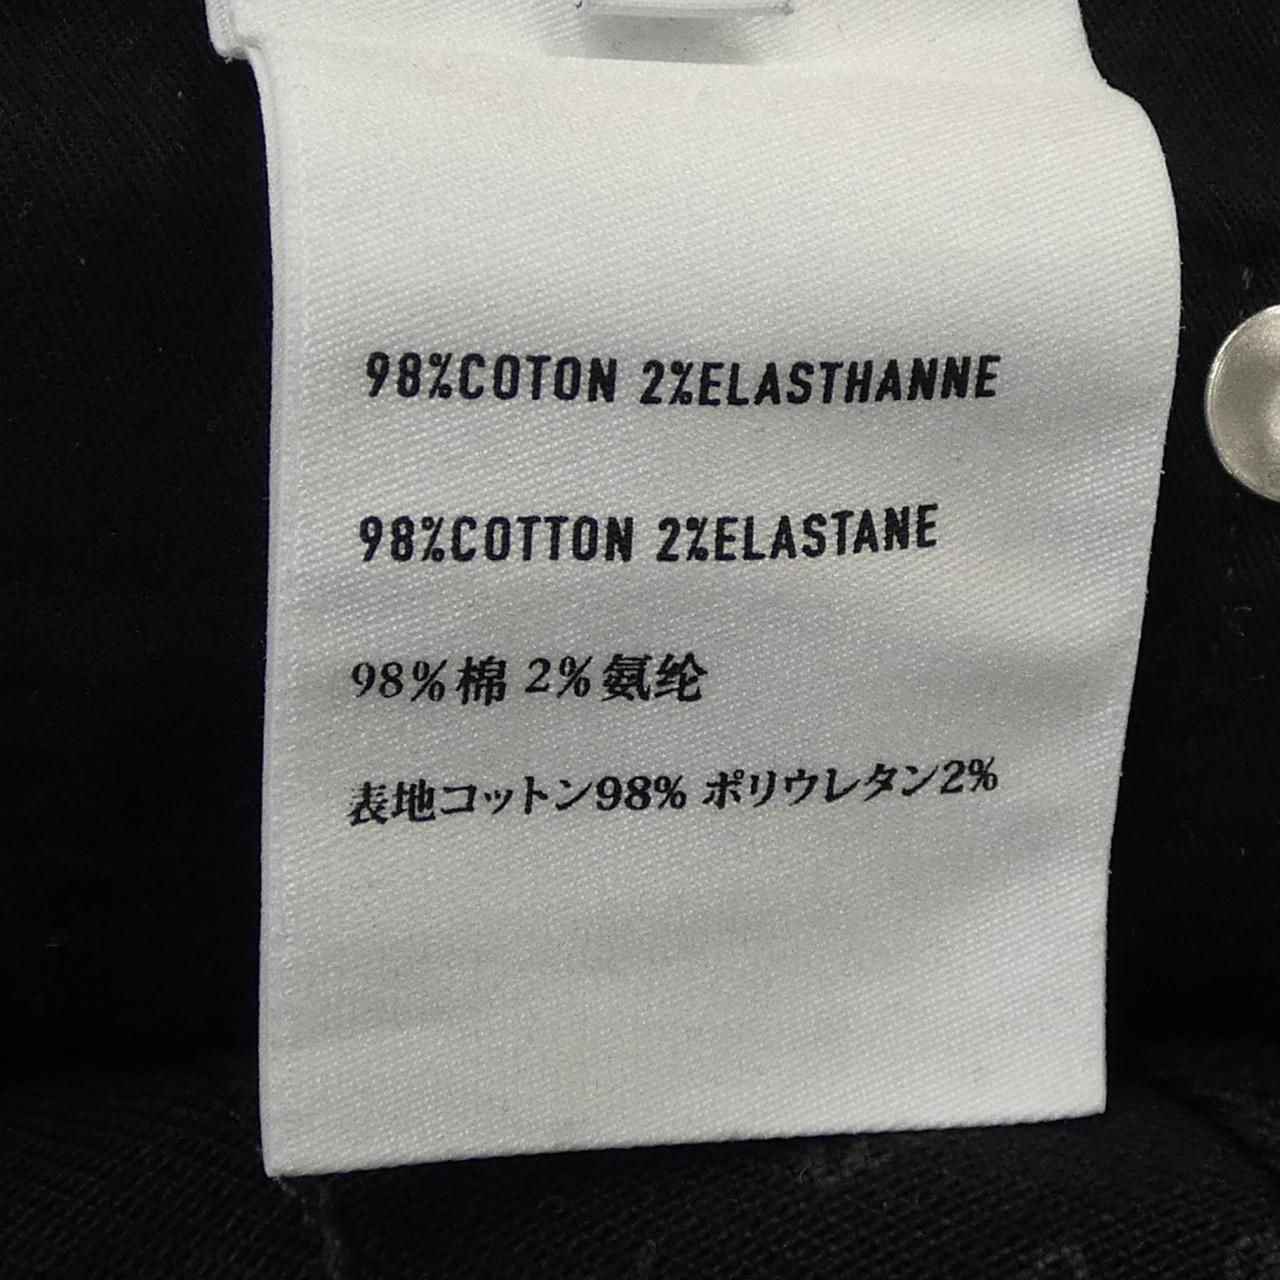 98%COTON 2%ELASTHANNE
98%COTTON 2%ELASTANE
98%棉 2%氨纶
表地コットン98% ポリウレタン2%